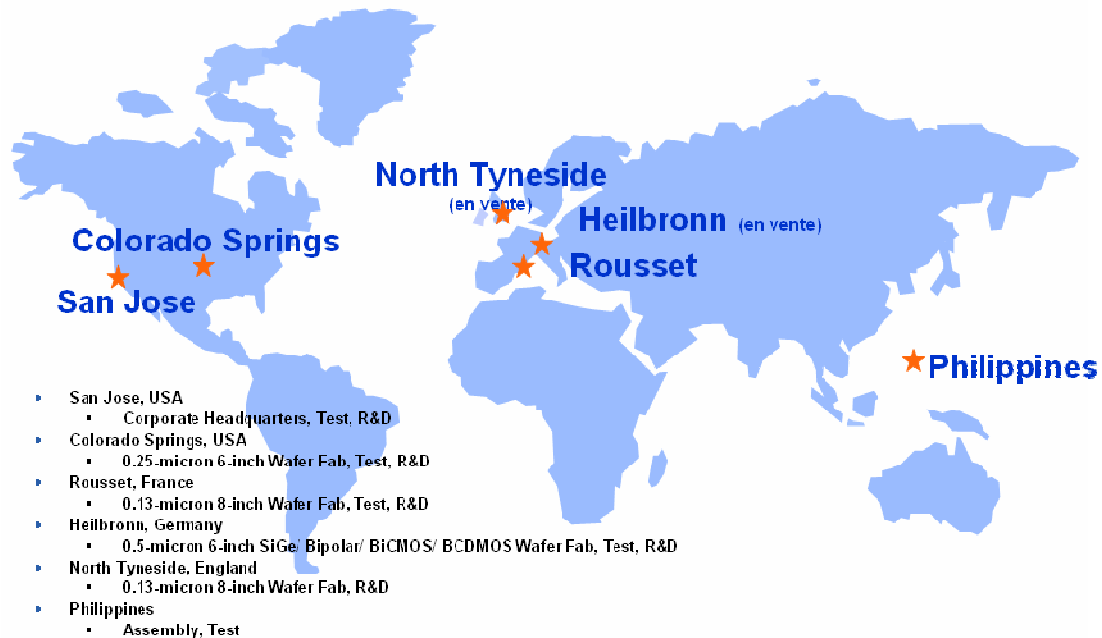 North Tyneside
(en vente)
Heilbronn (en vente)
Colorado Springs
Rousset
San Jose
Philippines
San Jose, USA
Corporate Headquarters, Test, R&D
Colorado Springs, USA
0.25-micron 6-inch Wafer Fab, Test, R&D
Rousset, France
0.13-micron 8-inch Wafer Fab, Test, R&D
Heilbronn, Germany
0.5-micron 6-inch SiGe/ Bipolar/ BiCMOS/ BCDMOS Wafer Fab, Test, R&D
North Tyneside, England
0.13-micron 8-inch Wafer Fab, R&D
Philippines
Assembly, Test